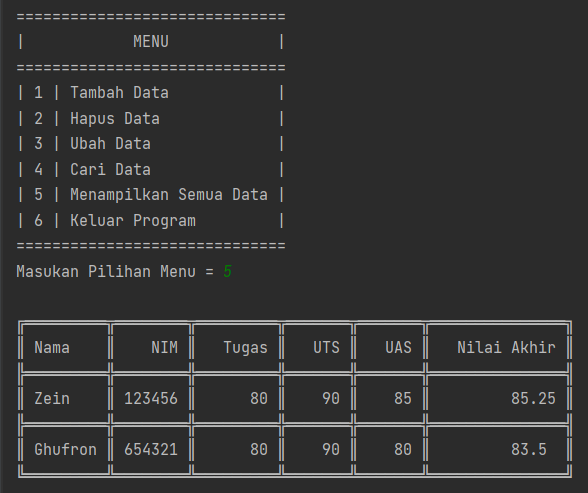 ==============================
|            MENU            |
==============================
| 1 | Tambah Data            |
| 2 | Hapus Data             |
| 3 | Ubah Data              |
| 4 | Cari Data              |
| 5 | Menampilkan Semua Data |
| 6 | Keluar Program         |
==============================
Masukan Pilihan Menu = 5
╔═════════╦════════╦═════════╦═══════╦═══════╦═══════════════╗
║ Nama    ║    NIM ║   Tugas ║   UTS ║   UAS ║   Nilai Akhir ║
╠═════════╬════════╬═════════╬═══════╬═══════╬═══════════════╣
║ Zein    ║ 123456 ║      80 ║    90 ║    85 ║         85.25 ║
╠═════════╬════════╬═════════╬═══════╬═══════╬═══════════════╣
║ Ghufron ║ 654321 ║      80 ║    90 ║    80 ║         83.5  ║
╚═════════╩════════╩═════════╩═══════╩═══════╩═══════════════╝